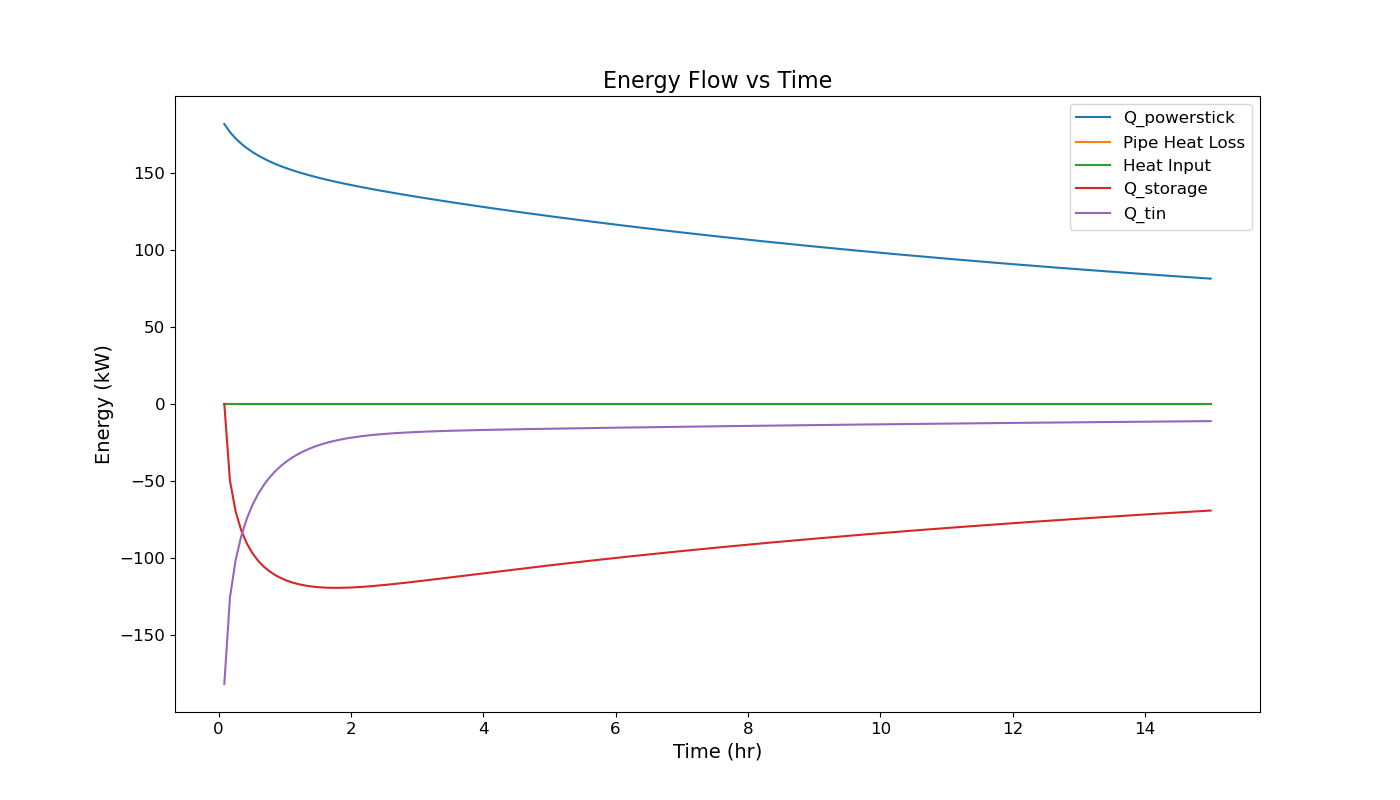 Energy Flow vs Time
Q_powerstick
Pipe Heat Loss
Heat Input
Q_storage
Q_tin
Energy (kW)
150
100
50
0
−50
−100
−150
0 2 4 6 8 10 12 14
Time (hr)